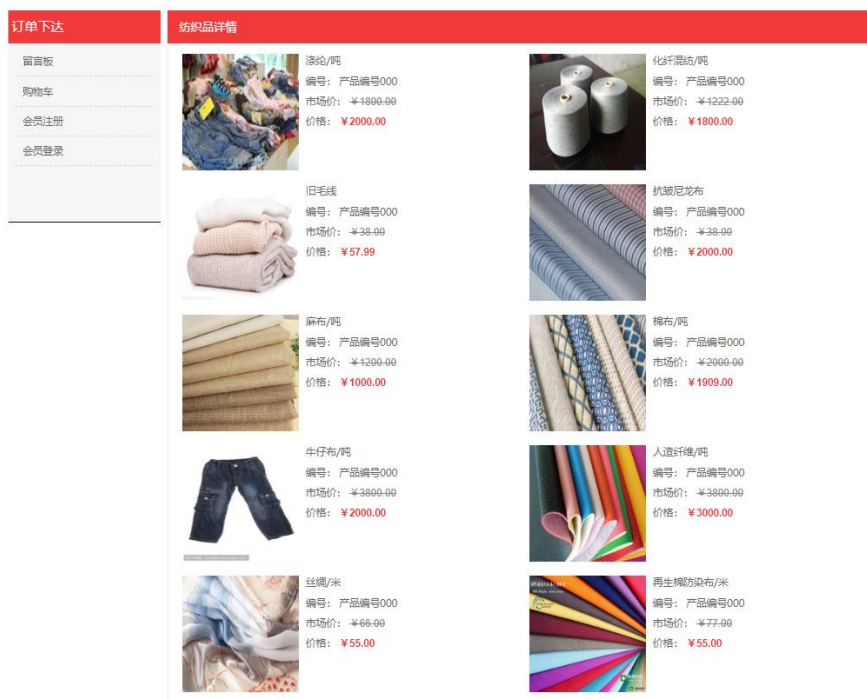 订单下达
留言板
购物车
会员注册
会员登录
纺织品详情
涤纶/吨
编号： 产品编号000
市场价： ￥1800.00
价格： ￥2000.00
化纤混纺/吨
编号： 产品编号000
市场价： ￥1222.00
价格： ￥1800.00
旧毛线
编号： 产品编号000
市场价： ￥38.00
价格： ￥57.99
抗皱尼龙布
编号： 产品编号000
市场价： ￥38.00
价格： ￥2000.00
麻布/吨
编号： 产品编号000
市场价： ￥1200.00
价格： ￥1000.00
棉布/吨
编号： 产品编号000
市场价： ￥2000.00
价格： ￥1909.00
牛仔布/吨
编号： 产品编号000
市场价： ￥3800.00
价格： ￥2000.00
人造纤维/吨
编号： 产品编号000
市场价： ￥3800.00
价格： ￥3000.00
丝绸/米
编号： 产品编号000
市场价： ￥66.00
价格： ￥55.00
再生棉防染布/米
编号： 产品编号000
市场价： ￥77.00
价格： ￥55.00